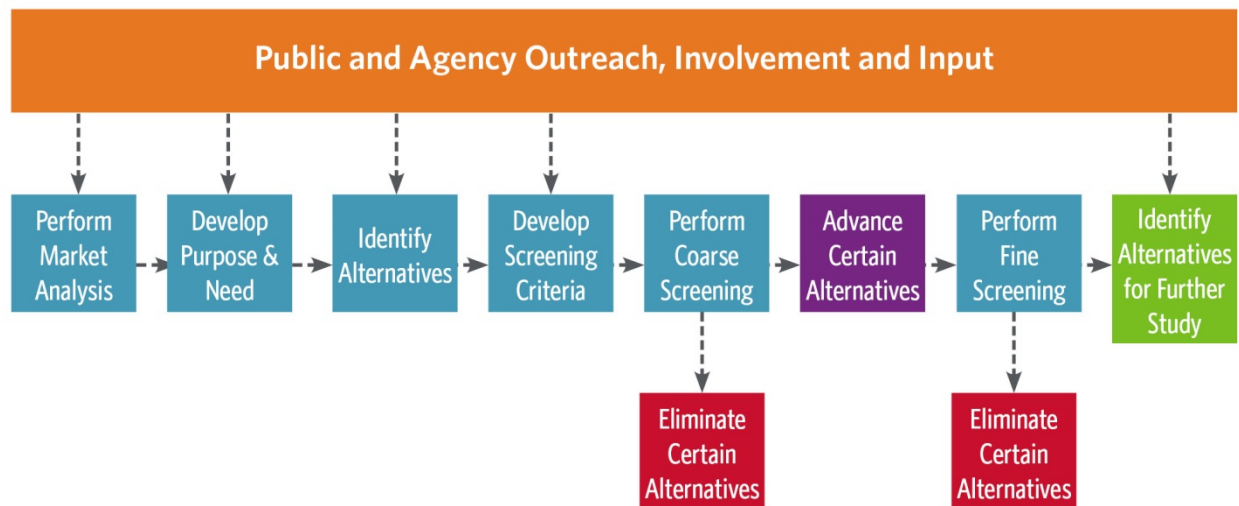 Public and Agency Outreach, Involvement and Input
Perform
Market
Analysis
Develop
Purpose &
Need
Identify
Alternatives
Develop
Screening
Criteria
Perform
Coarse
Screening
Advance
Certain
Alternatives
Perform
Fine
Screening
Identify
Alternatives
for Further
Study
Eliminate
Certain
Alternatives
Eliminate
Certain
Alternatives